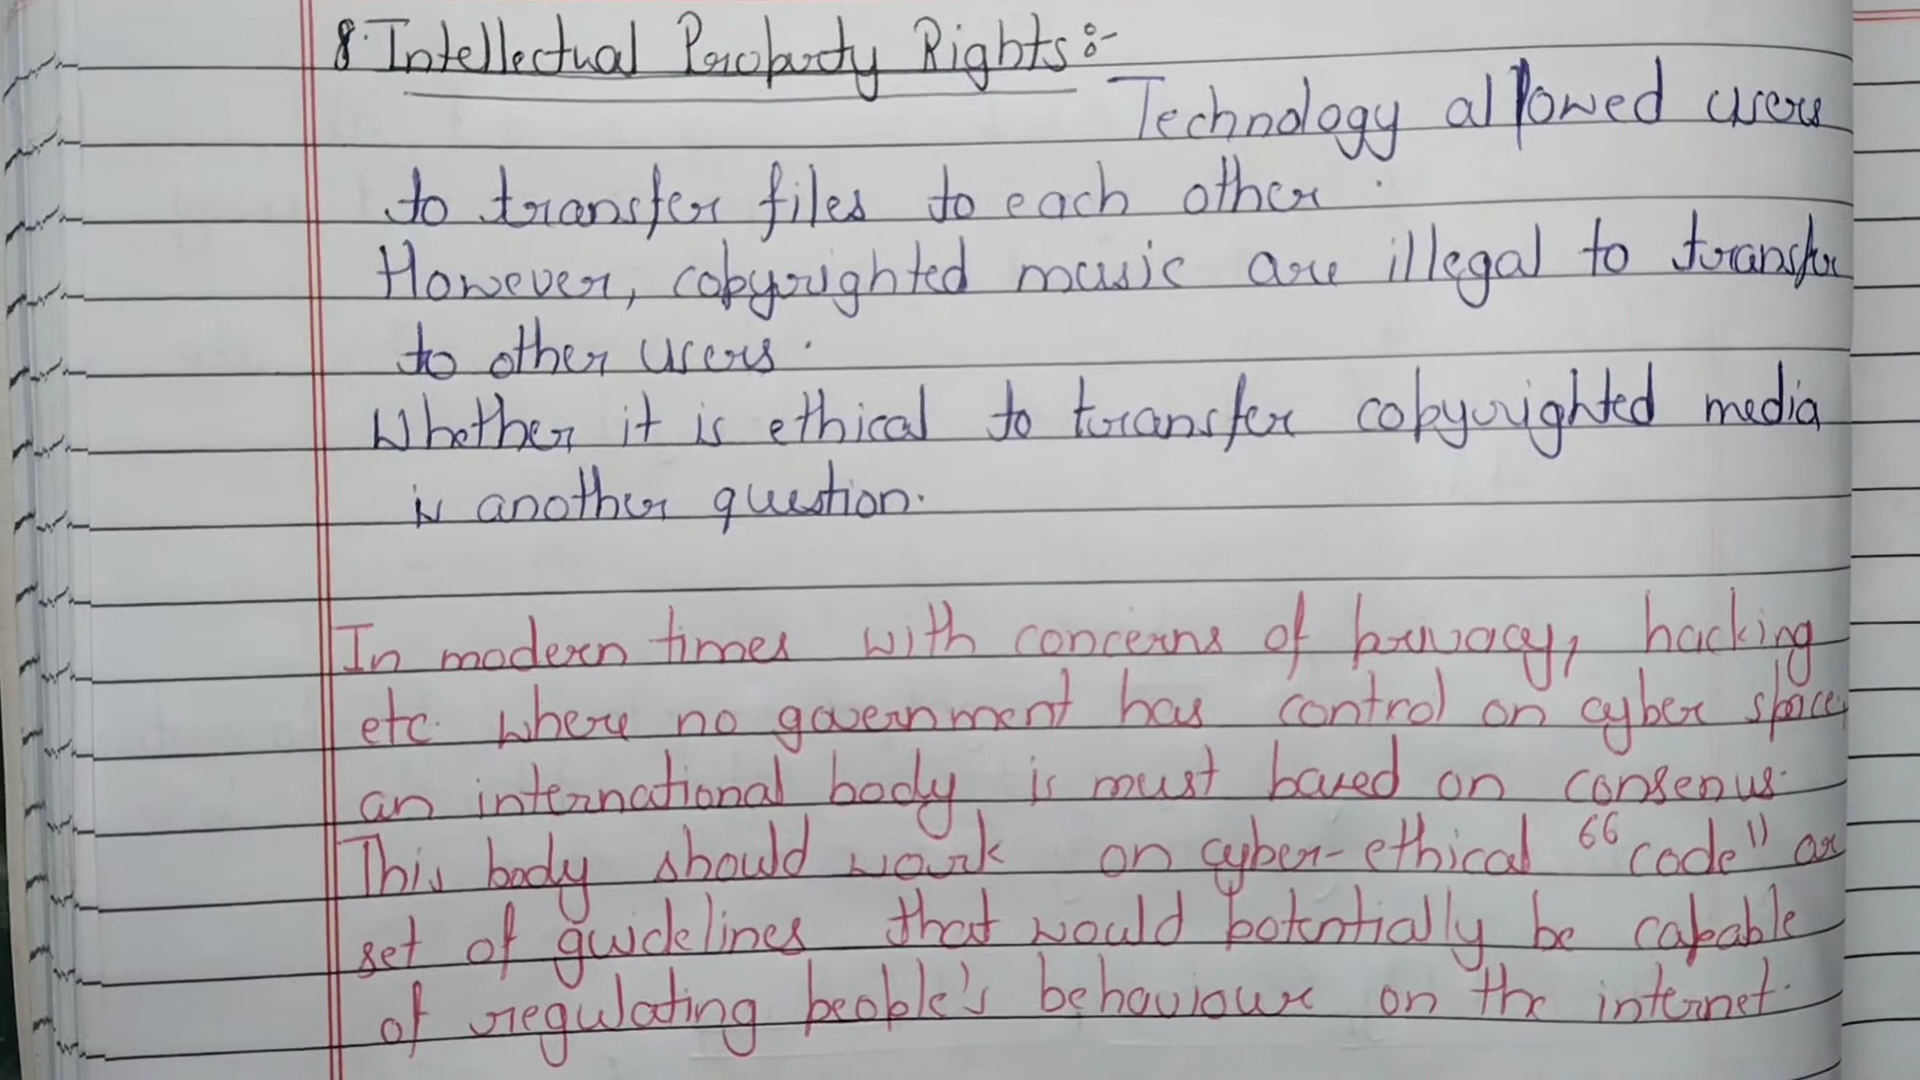 8. Intellectual Property Rights:-
Technology allowed users
to transfer files to each other.
However, copyrighted music are illegal to transfer
to other users.
Whether it is ethical to transfer copyrighted media
is another question.
In modern times with concerns of privacy, hacking
etc. where no government has control on cyber space,
an international body is must based on consenus.
This body should work on cyber-ethical "code" or
set of guidelines that would potentially be capable
of regulating people's behaviour on the internet.